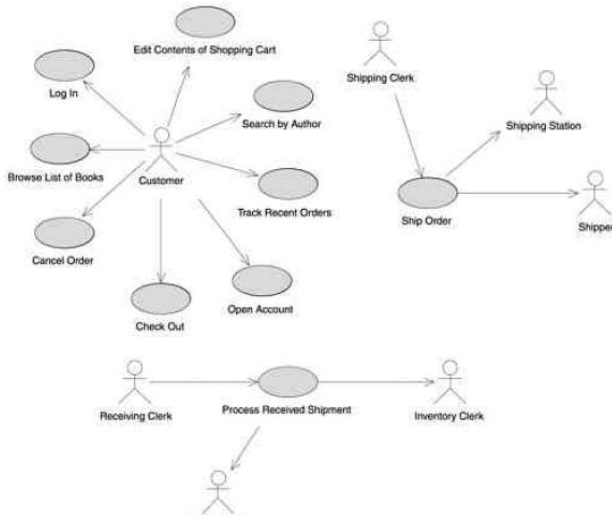 Edit Contents of Shopping Cart
Shipping Clerk
Log In
Search by Author
Shipping Station
Browse List of Books
Customer
Track Recent Orders
Ship Order
Shipper
Cancel Order
Open Account
Check Out
Receiving Clerk
Process Received Shipment
Inventory Clerk